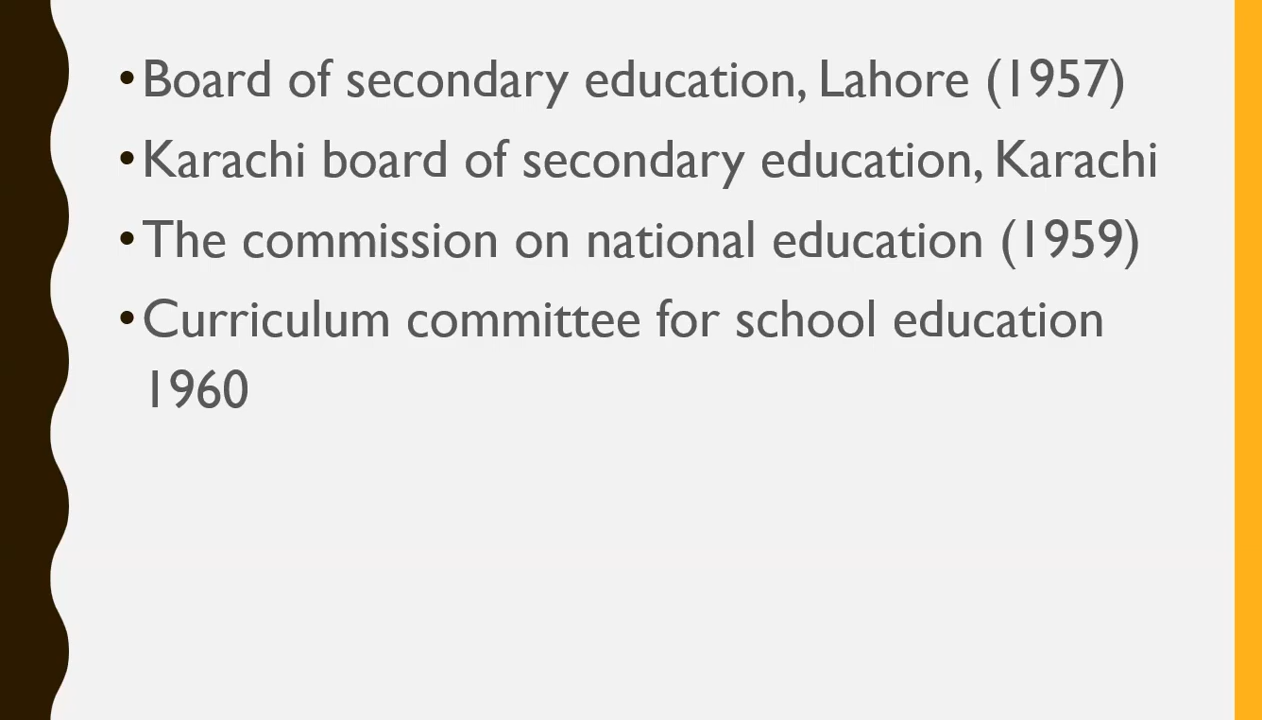 •Board of secondary education, Lahore (1957)
•Karachi board of secondary education, Karachi
•The commission on national education (1959)
•Curriculum committee for school education
1960